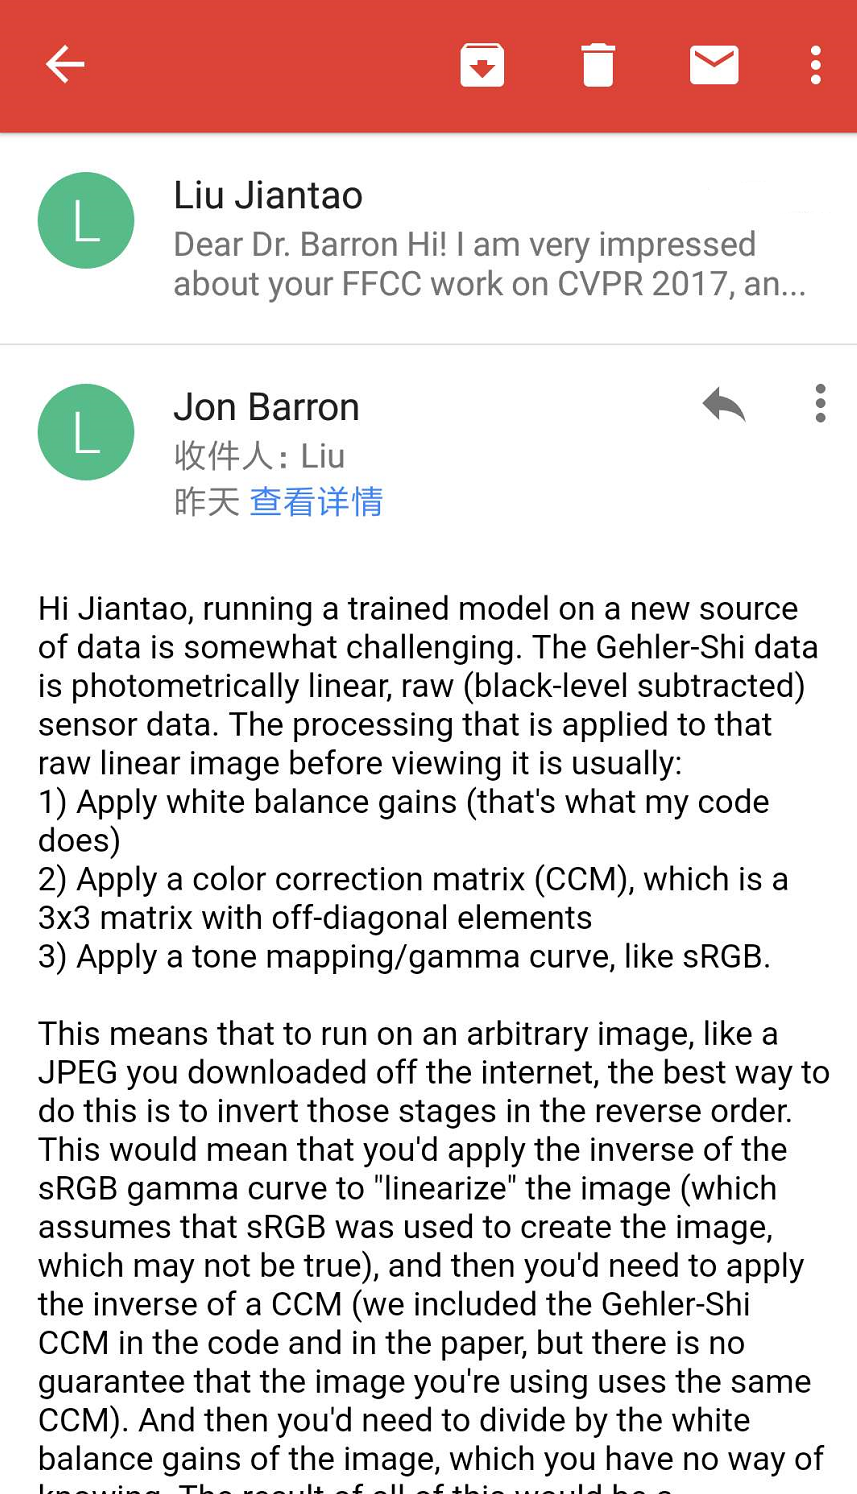 L
Liu Jiantao
Dear Dr. Barron Hi! I am very impressed
about your FFCC work on CVPR 2017, an...
L
Jon Barron
收件人：Liu
昨天 查看详情
Hi Jiantao, running a trained model on a new source
of data is somewhat challenging. The Gehler-Shi data
is photometrically linear, raw (black-level subtracted)
sensor data. The processing that is applied to that
raw linear image before viewing it is usually:
1) Apply white balance gains (that's what my code
does)
2) Apply a color correction matrix (CCM), which is a
3x3 matrix with off-diagonal elements
3) Apply a tone mapping/gamma curve, like sRGB.
This means that to run on an arbitrary image, like a
JPEG you downloaded off the internet, the best way to
do this is to invert those stages in the reverse order.
This would mean that you'd apply the inverse of the
sRGB gamma curve to "linearize" the image (which
assumes that sRGB was used to create the image,
which may not be true), and then you'd need to apply
the inverse of a CCM (we included the Gehler-Shi
CCM in the code and in the paper, but there is no
guarantee that the image you're using uses the same
CCM). And then you'd need to divide by the white
balance gains of the image, which you have no way of
knowing. The result of all of this would be a